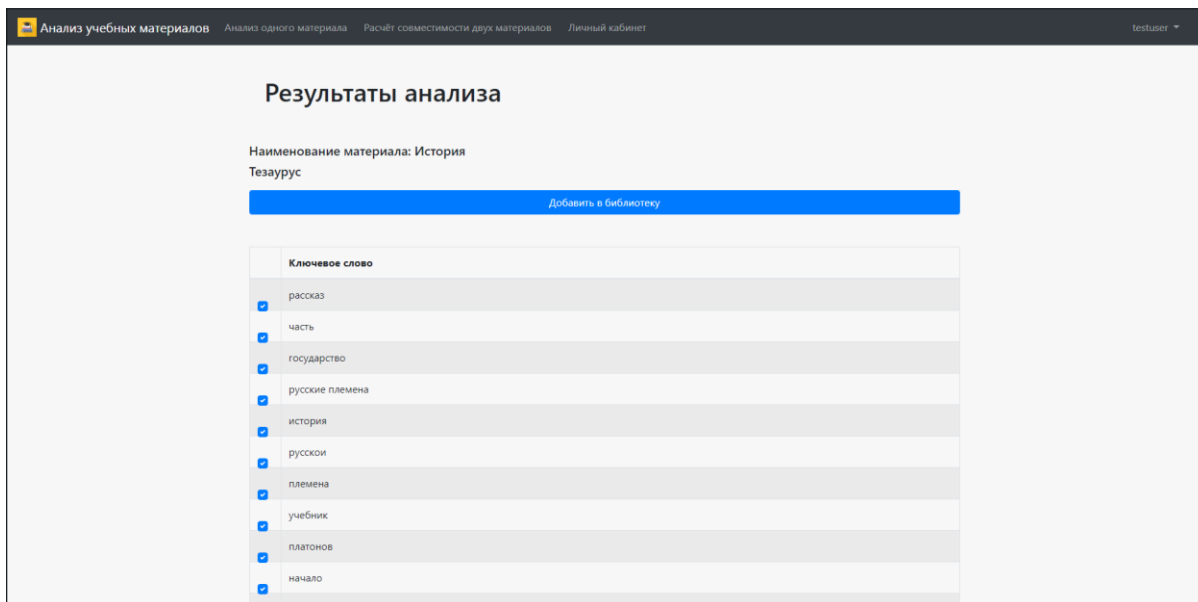 Анализ учебных материалов Анализ одного материала Расчёт совместимости двух материалов Личный кабинет testuser
Результаты анализа
Наименование материала: История
Тезаурус
Добавить в библиотеку
Ключевое слово
рассказ
часть
государство
русские племена
история
русскои
племена
учебник
платонов
начало